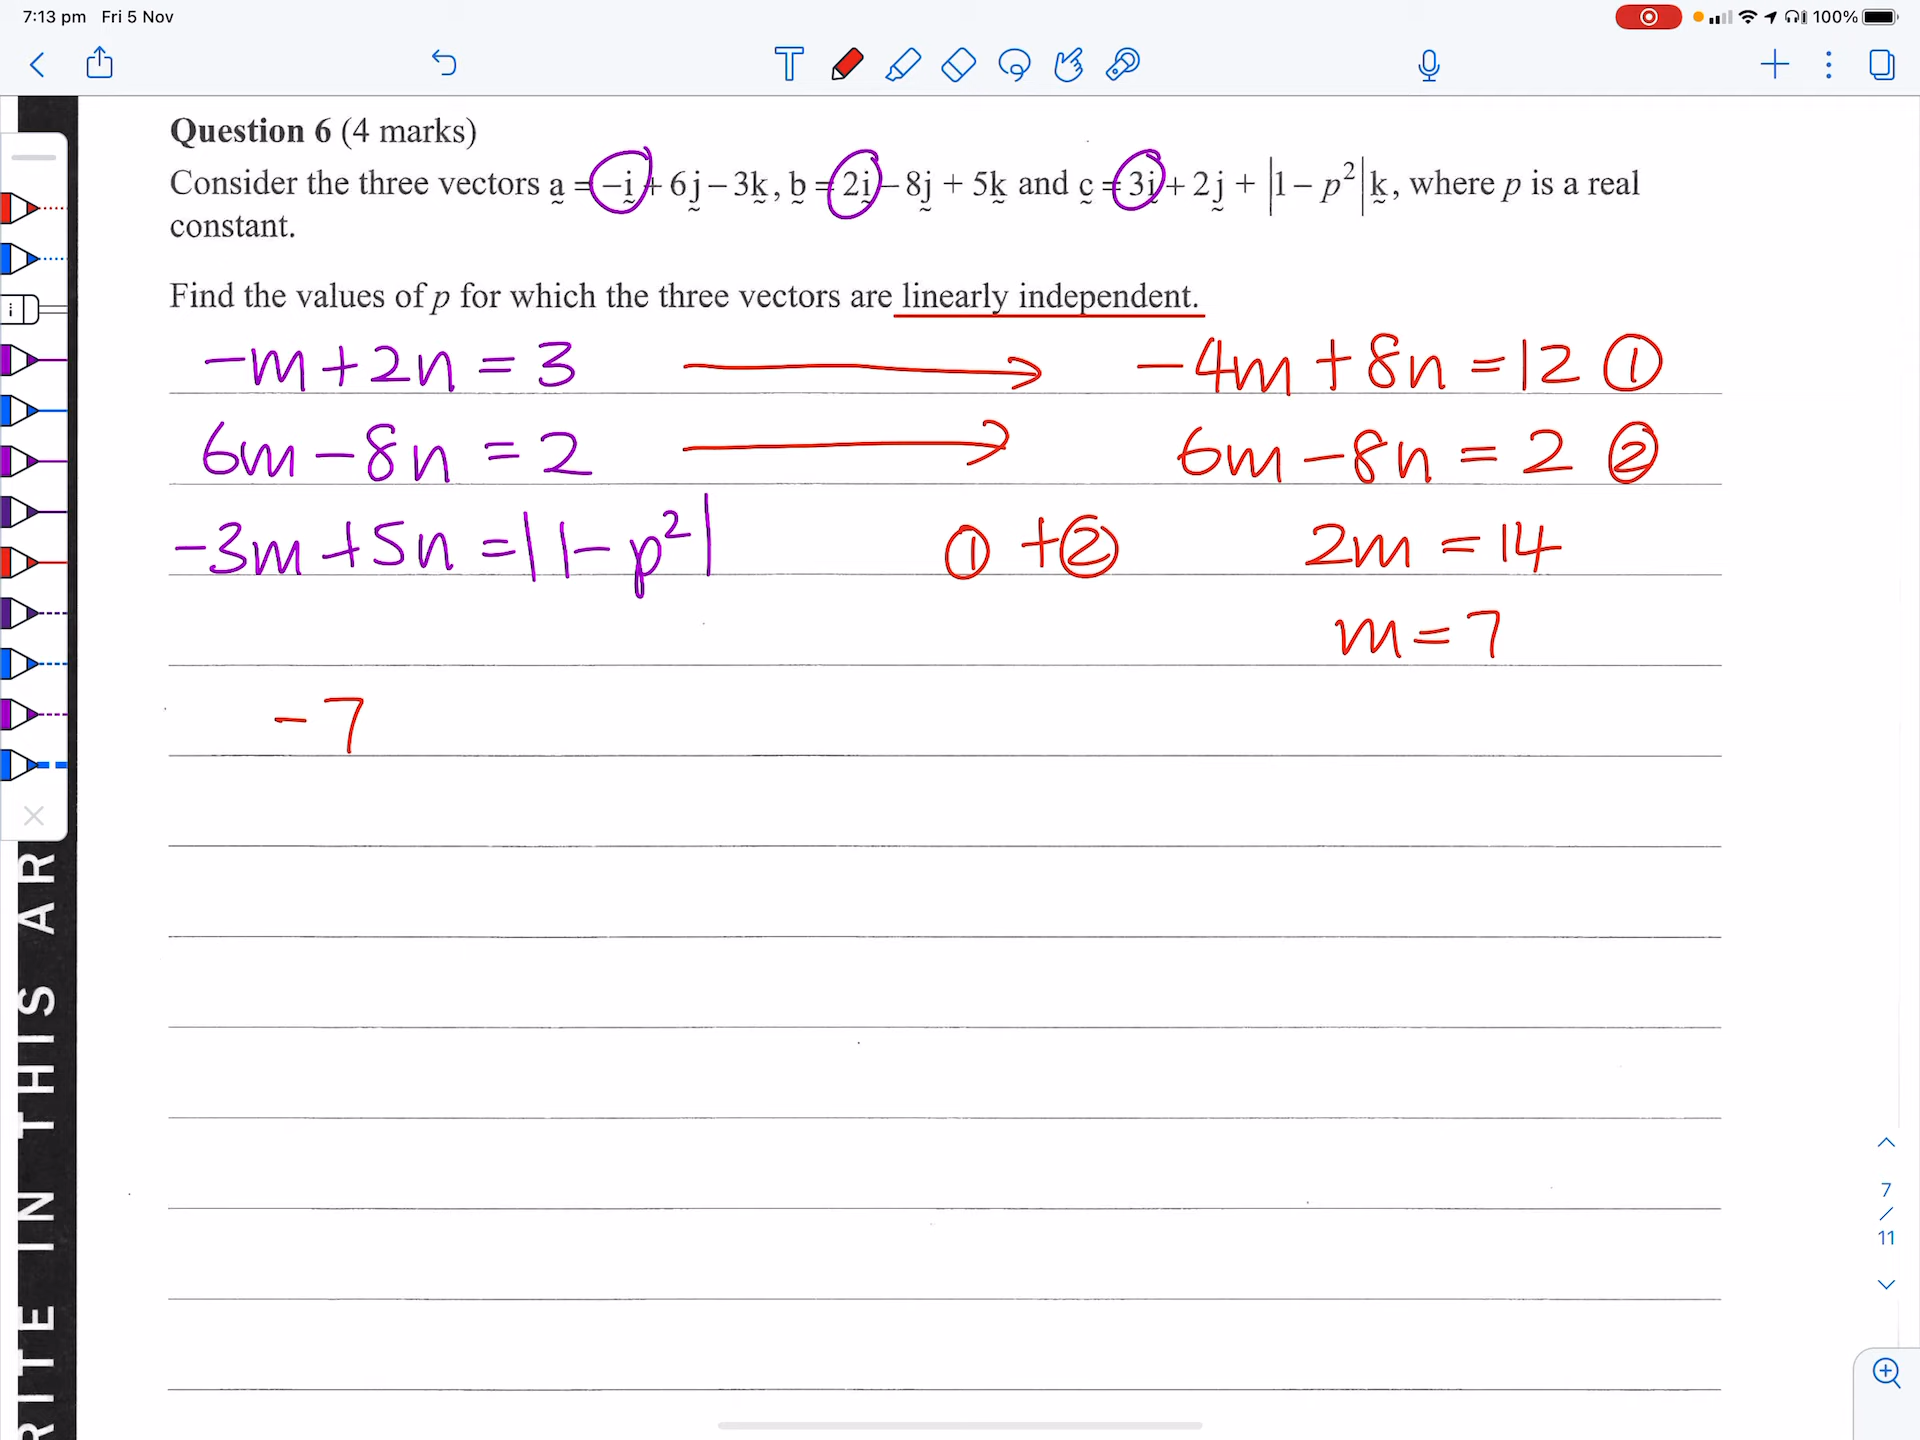 7:13 pm Fri 5 Nov
100%
Question 6 (4 marks)
Consider the three vectors a = −i + 6j − 3k, b = 2i − 8j + 5k and c = 3i + 2j + |1 − p²| k, where p is a real
constant.
Find the values of p for which the three vectors are linearly independent.
-m+2n = 3
-4m+8n = 12 ①
6m-8n = 2
6m-8n = 2 ②
-3m+5n = |1-p²|
① + ②
2m = 14
m = 7
-7
RITE IN THIS AR
7
/
11